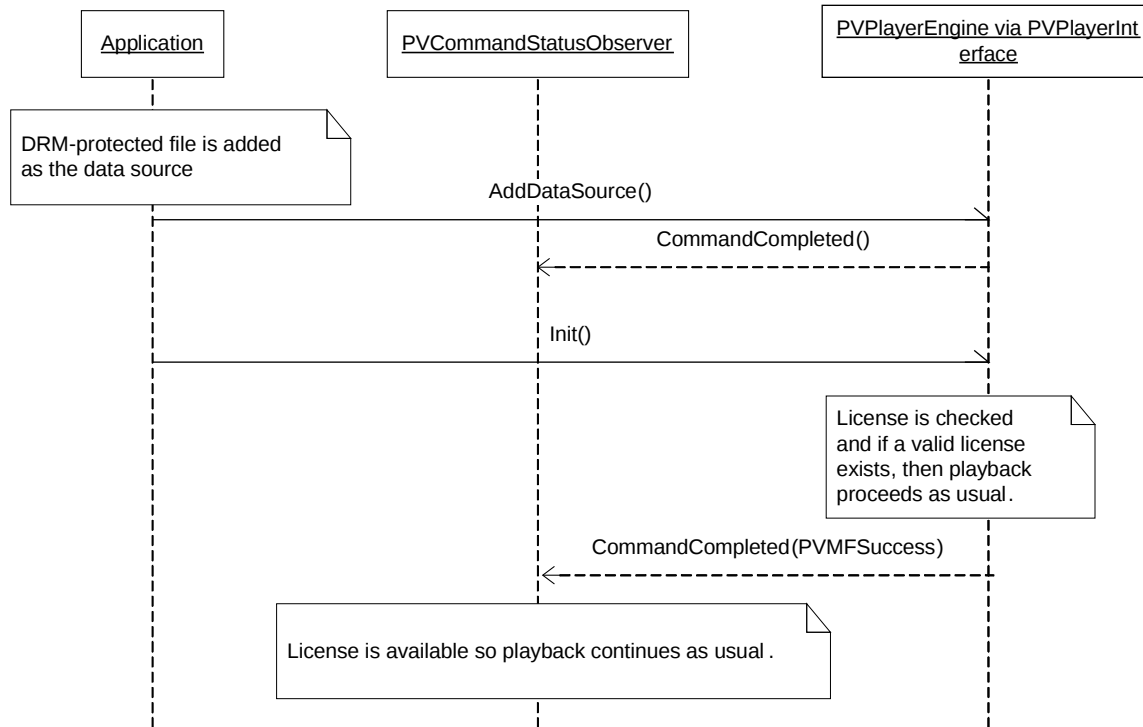 Application
PVCommandStatusObserver
PVPlayerEngine via PVPlayerInt
erface
DRM-protected file is added
as the data source
AddDataSource()
CommandCompleted()
Init()
License is checked
and if a valid license
exists, then playback
proceeds as usual.
CommandCompleted(PVMFSuccess)
License is available so playback continues as usual.